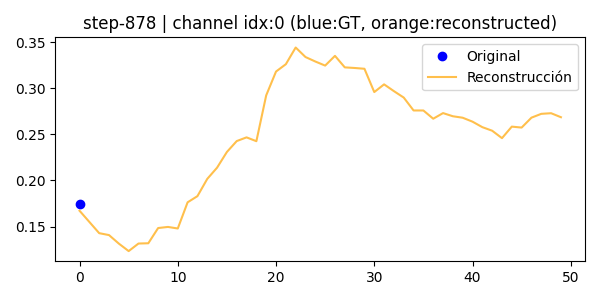 step-878 | channel idx:0 (blue:GT, orange:reconstructed)
0.35
0.30
0.25
0.20
0.15
Original
Reconstrucción
0 10 20 30 40 50